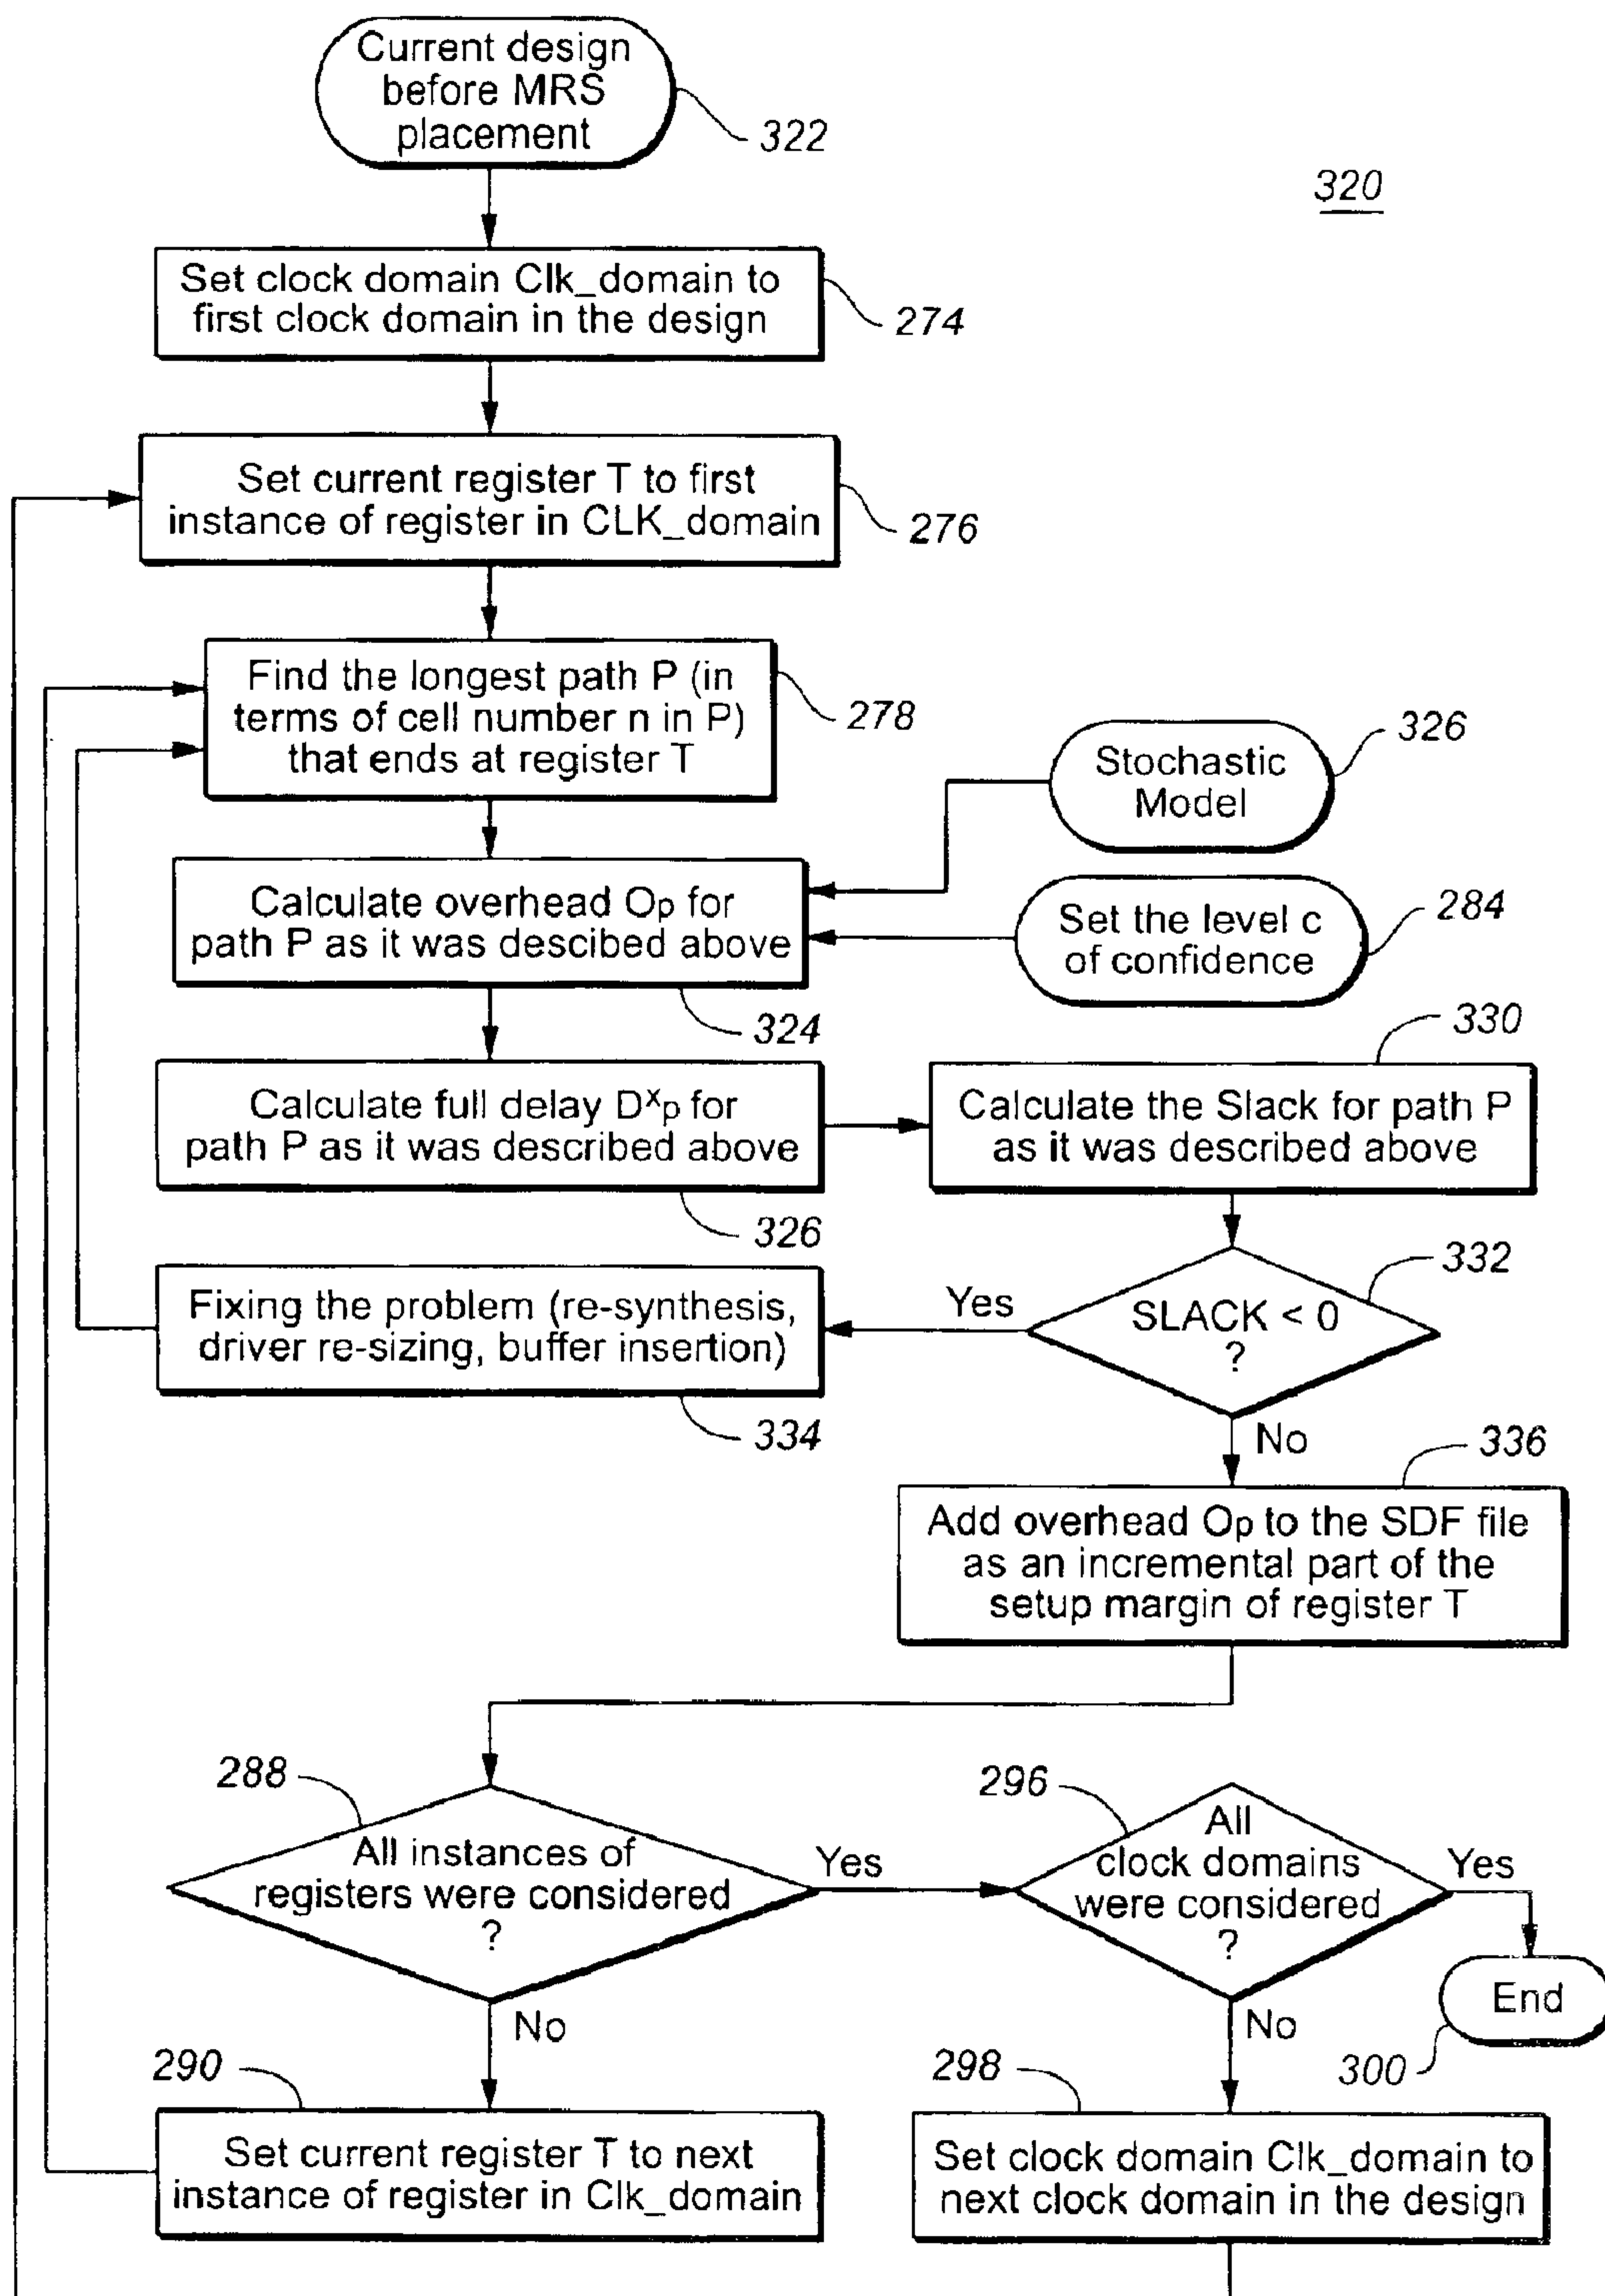 Current design
before MRS
placement
322
320
Set clock domain Clk_domain to
first clock domain in the design
274
Set current register T to first
instance of register in CLK_domain
276
Find the longest path P (in
terms of cell number n in P)
that ends at register T
278
Stochastic
Model
326
Calculate overhead Op for
path P as it was descibed above
324
Set the level c
of confidence
284
Calculate full delay Dxp for
path P as it was described above
326
330
Calculate the Slack for path P
as it was described above
332
SLACK < 0
?
Yes
Fixing the problem (re-synthesis,
driver re-sizing, buffer insertion)
334
No
336
Add overhead Op to the SDF file
as an incremental part of the
setup margin of register T
288
All instances of
registers were considered
?
Yes
296
All
clock domains
were considered
?
Yes
End
300
No
290
Set current register T to next
instance of register in Clk_domain
No
298
Set clock domain Clk_domain to
next clock domain in the design